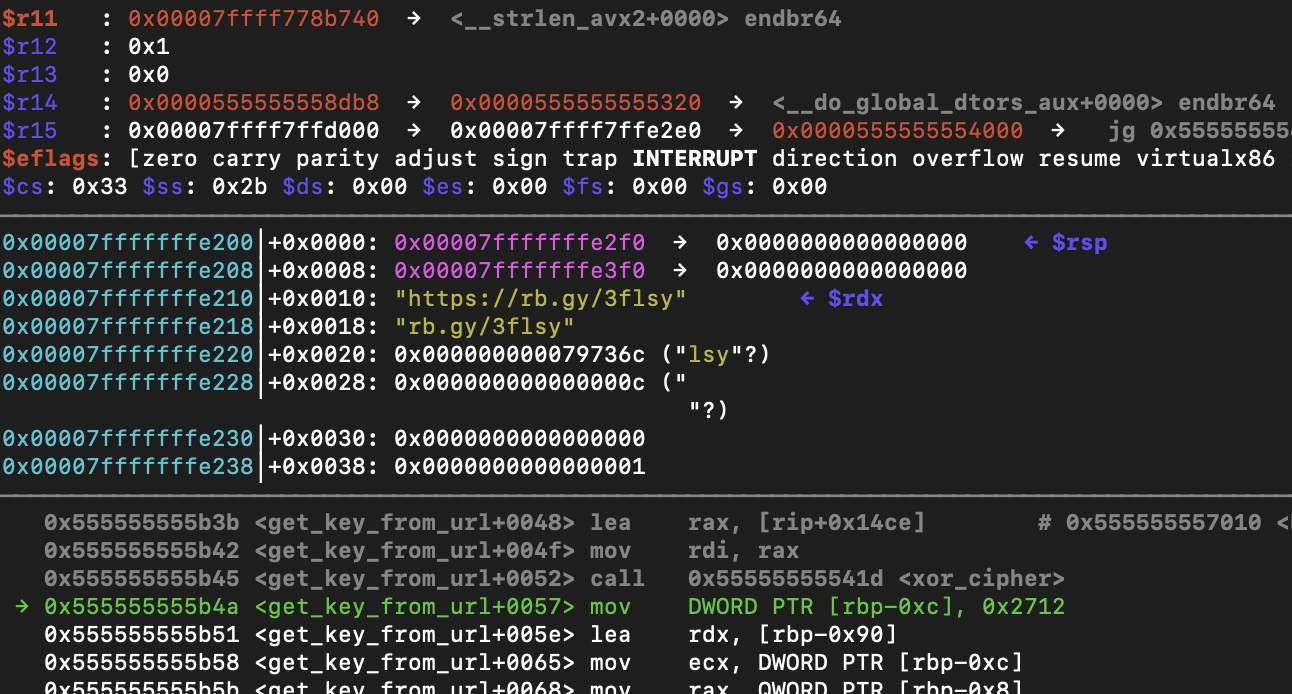 $r11   : 0x00007ffff778b740  →  <__strlen_avx2+0000> endbr64
$r12   : 0x1
$r13   : 0x0
$r14   : 0x0000555555558db8  →  0x0000555555555320  →  <__do_global_dtors_aux+0000> endbr64
$r15   : 0x00007ffff7ffd000  →  0x00007ffff7ffe2e0  →  0x0000555555554000  →   jg 0x55555555
$eflags: [zero carry parity adjust sign trap INTERRUPT direction overflow resume virtualx86
$cs: 0x33 $ss: 0x2b $ds: 0x00 $es: 0x00 $fs: 0x00 $gs: 0x00
0x00007fffffffe200│+0x0000: 0x00007fffffffe2f0  →  0x0000000000000000    ← $rsp
0x00007fffffffe208│+0x0008: 0x00007fffffffe3f0  →  0x0000000000000000
0x00007fffffffe210│+0x0010: "https://rb.gy/3flsy"        ← $rdx
0x00007fffffffe218│+0x0018: "rb.gy/3flsy"
0x00007fffffffe220│+0x0020: 0x000000000079736c ("lsy"?)
0x00007fffffffe228│+0x0028: 0x000000000000000c ("
"?)
0x00007fffffffe230│+0x0030: 0x0000000000000000
0x00007fffffffe238│+0x0038: 0x0000000000000001
0x555555555b3b <get_key_from_url+0048> lea    rax, [rip+0x14ce]        # 0x555555557010 <
0x555555555b42 <get_key_from_url+004f> mov    rdi, rax
0x555555555b45 <get_key_from_url+0052> call   0x55555555541d <xor_cipher>
→ 0x555555555b4a <get_key_from_url+0057> mov    DWORD PTR [rbp-0xc], 0x2712
0x555555555b51 <get_key_from_url+005e> lea    rdx, [rbp-0x90]
0x555555555b58 <get_key_from_url+0065> mov    ecx, DWORD PTR [rbp-0xc]
0x555555555b5b <get_key_from_url+0068> mov    rax, QWORD PTR [rbp-0x8]